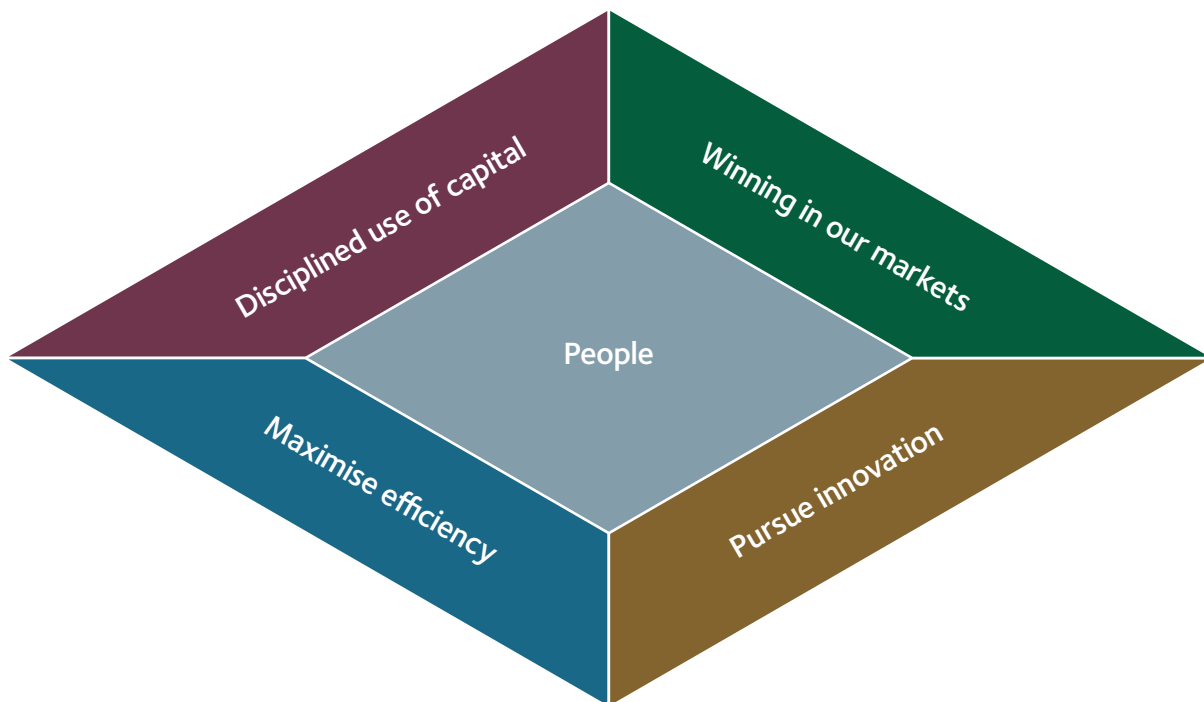 Disciplined use of capital
Winning in our markets
People
Maximise efficiency
Pursue innovation